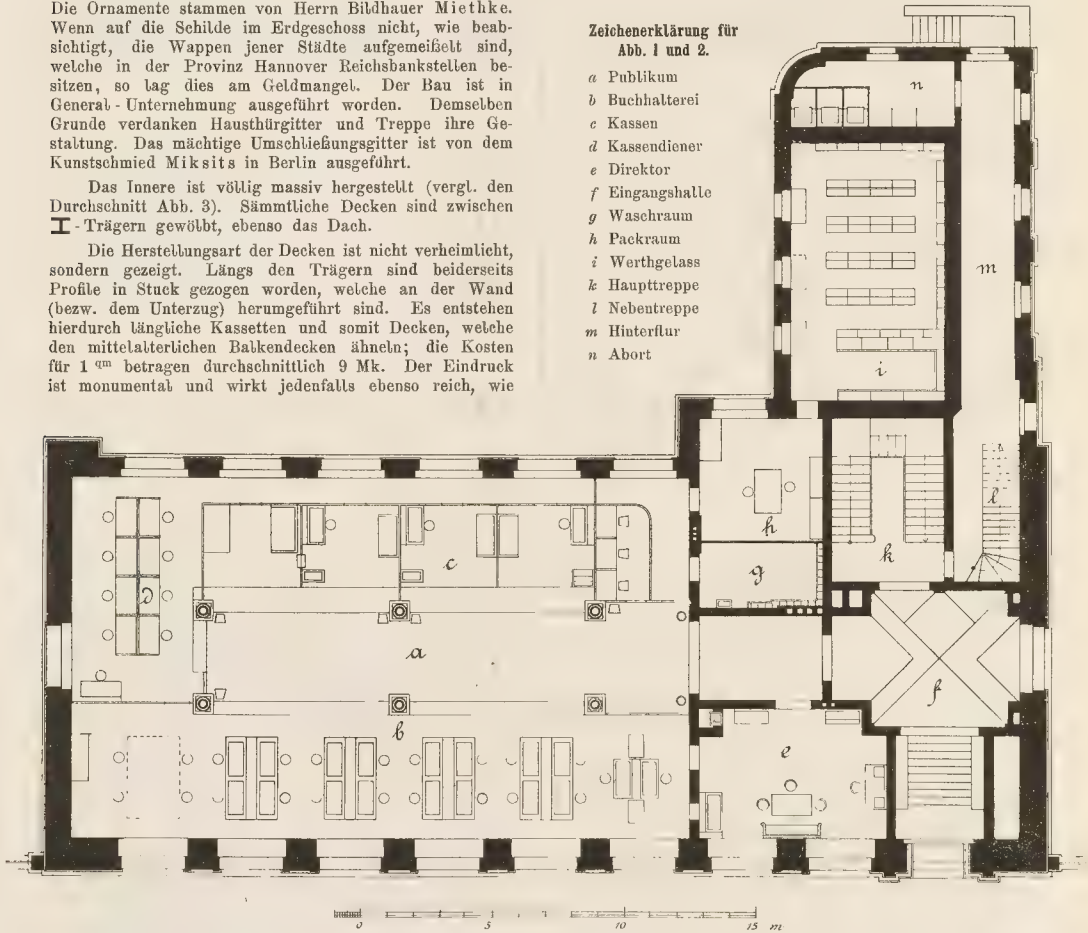 Die Ornamente stammen von Herrn Bildhauer Miethke.
Wenn auf die Schilde im Erdgeschoss nicht, wie beab-
sichtigt, die Wappen jener Städte aufgemeißelt sind,
welche in der Provinz Hannover Reichsbankstellen be-
sitzen, so lag dies am Geldmangel. Der Bau ist in
General-Unternehmung ausgeführt worden. Demselben
Grunde verdanken Hausthürgitter und Treppe ihre Ge-
staltung. Das mächtige Umschließungsgitter ist von dem
Kunstschmied Miksits in Berlin ausgeführt.
Das Innere ist völlig massiv hergestellt (vergl. den
Durchschnitt Abb. 3). Sämmtliche Decken sind zwischen
I-Trägern gewölbt, ebenso das Dach.
Die Herstellungsart der Decken ist nicht verheimlicht,
sondern gezeigt. Längs den Trägern sind beiderseits
Profile in Stuck gezogen worden, welche an der Wand
(bezw. dem Unterzug) herumgeführt sind. Es entstehen
hierdurch längliche Kassetten und somit Decken, welche
den mittelalterlichen Balkendecken ähneln; die Kosten
für 1 qm betragen durchschnittlich 9 Mk. Der Eindruck
ist monumental und wirkt jedenfalls ebenso reich, wie
Zeichenerklärung für
Abb. 1 und 2.
a Publikum
b Buchhalterei
c Kassen
d Kassendiener
e Direktor
f Eingangshalle
g Waschraum
h Packraum
i Werthgelass
k Haupttreppe
l Nebentreppe
m Hinterflur
n Abort
n
m
i
l
h
k
c
g
d
a
f
b
e
0 5 10 15 m